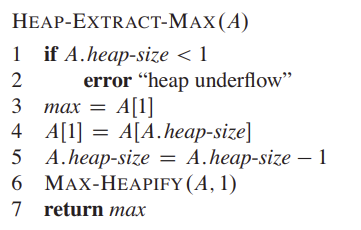 HEAP-EXTRACT-MAX(A)
1 if A.heap-size < 1
2 error “heap underflow”
3 max = A[1]
4 A[1] = A[A.heap-size]
5 A.heap-size = A.heap-size − 1
6 MAX-HEAPIFY(A, 1)
7 return max